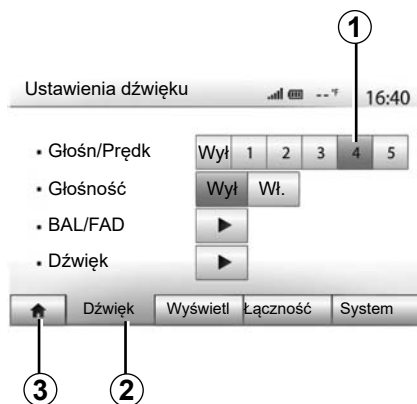 1
Ustawienia dźwięku --°F 16:40
• Głośn/Prędk Wył 1 2 3 4 5
• Głośność Wył Wł.
• BAL/FAD
• Dźwięk
Dźwięk Wyświetl Łączność System
3 2